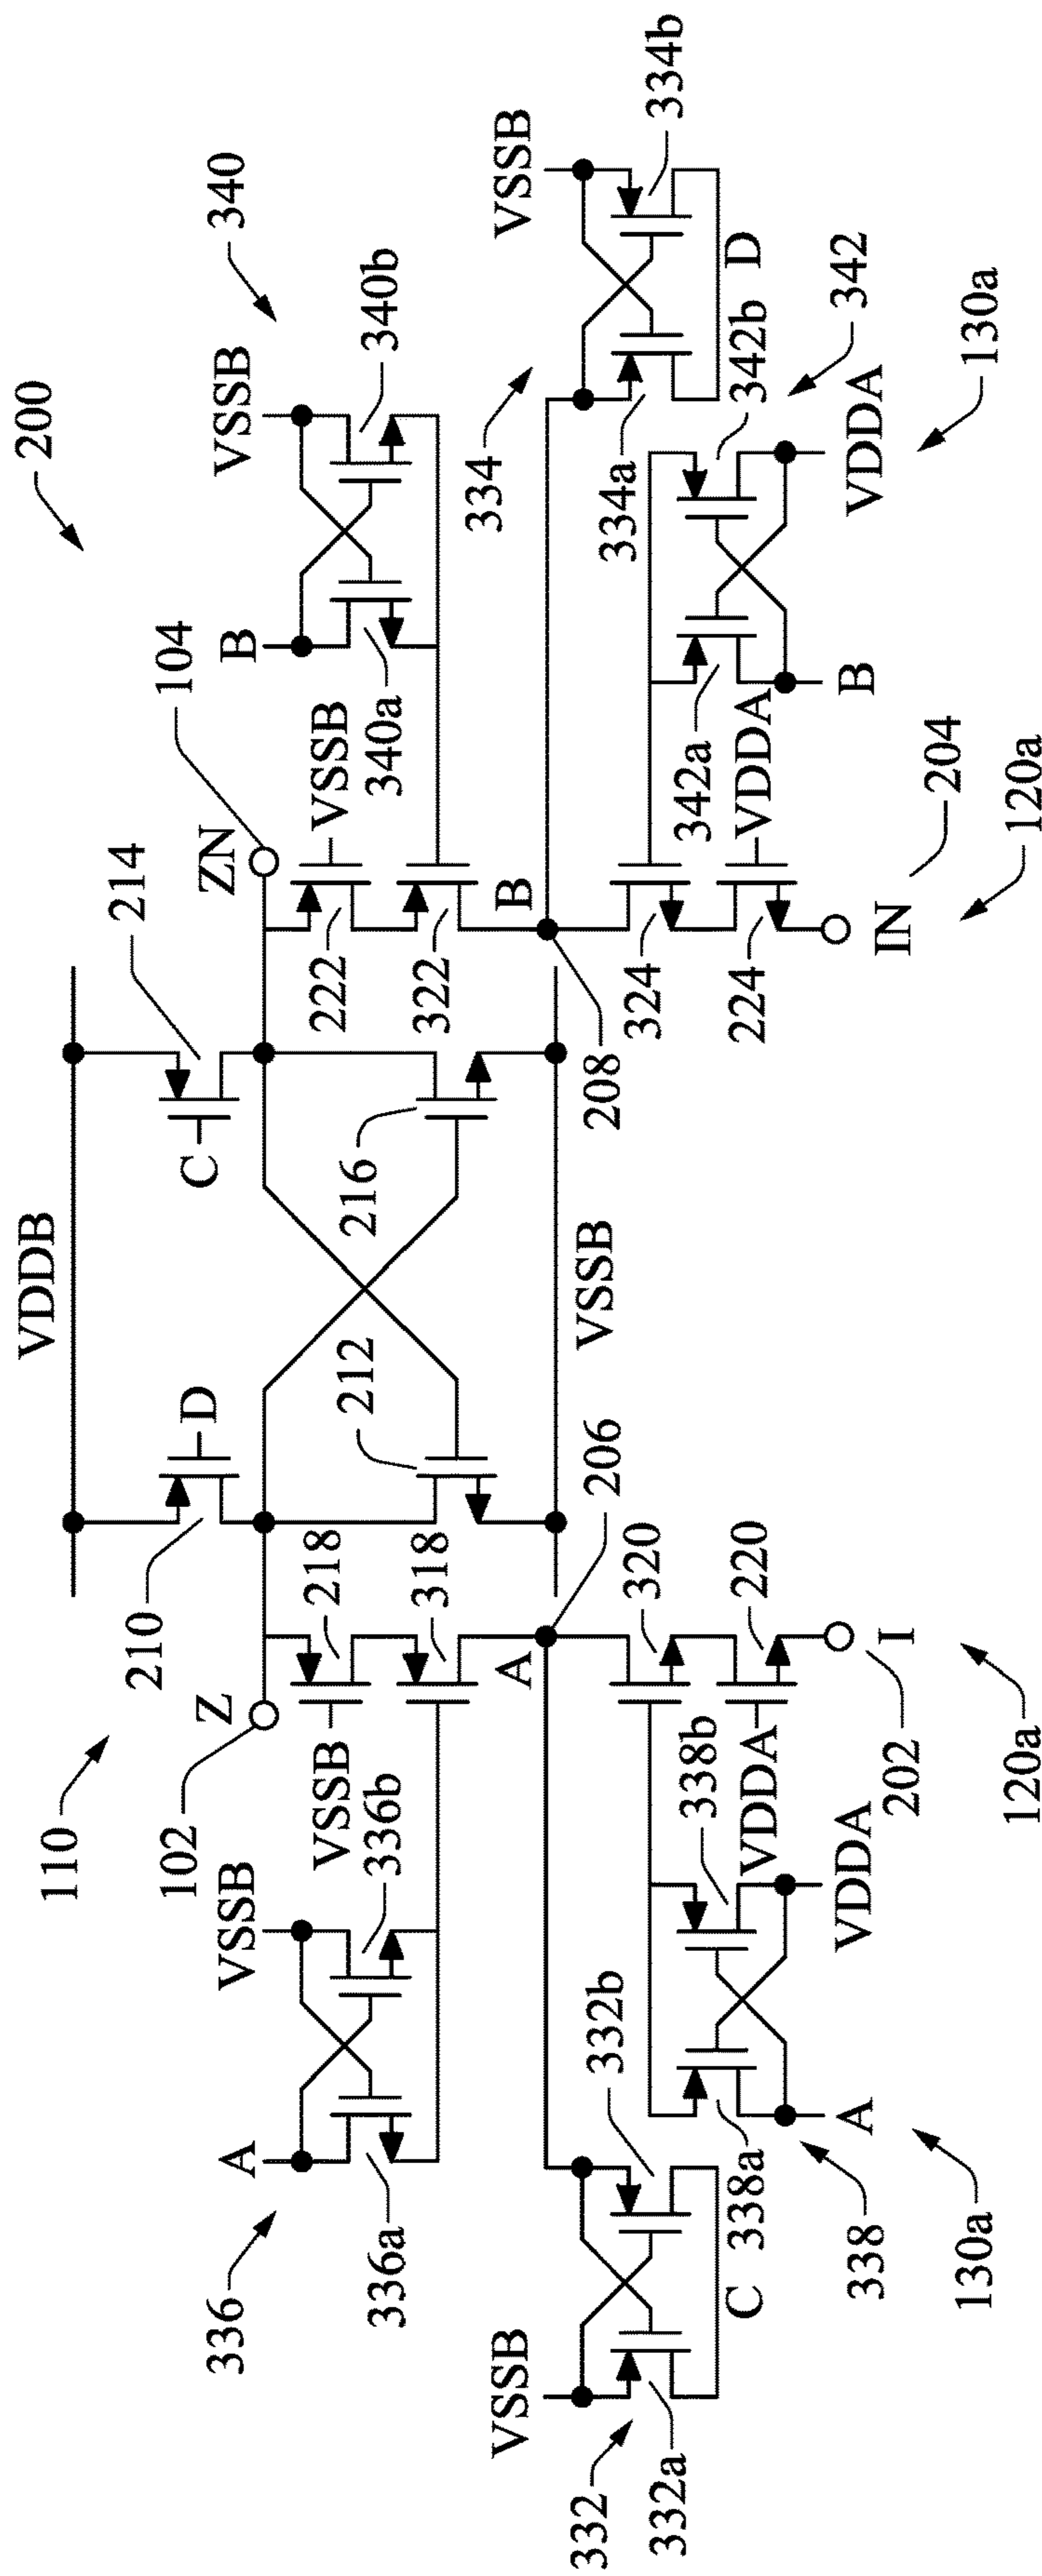 200
110
VDDB
340
102
Z
210
D
C
214
ZN
104
B
VSSB
336
A
VSSB
336a
336b
VSSB
218
318
212
216
222
322
VSSB
340a
340b
A
206
VSSB
208
B
334
VSSB
332
VSSB
332a
332b
C
338a
338b
320
220
VDDA
324
224
VDDA
342a
334a
342b
D
334b
338
A
VDDA
202
I
IN
204
B
VDDA
342
130a
120a
120a
130a